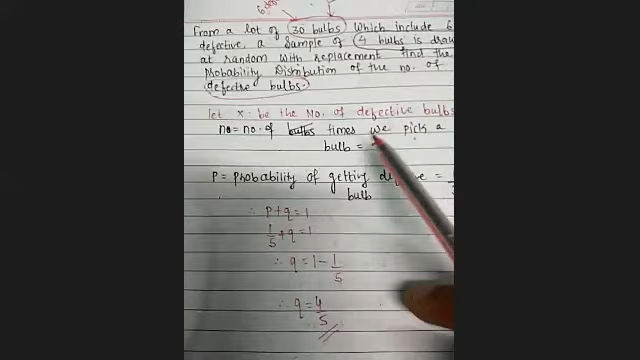 From a lot of 30 bulbs which include 6
defective a sample of 4 bulbs is draw
at random with replacement find the
probability Distribution of the no. of
defective bulbs.
let x. be the No. of defective bulbs
n = no. of times we pick a
bulb =
P = probability of getting defective =
bulb
∴ P+q=1
1/5+q=1
∴ q=1-1/5
∴ q=4/5